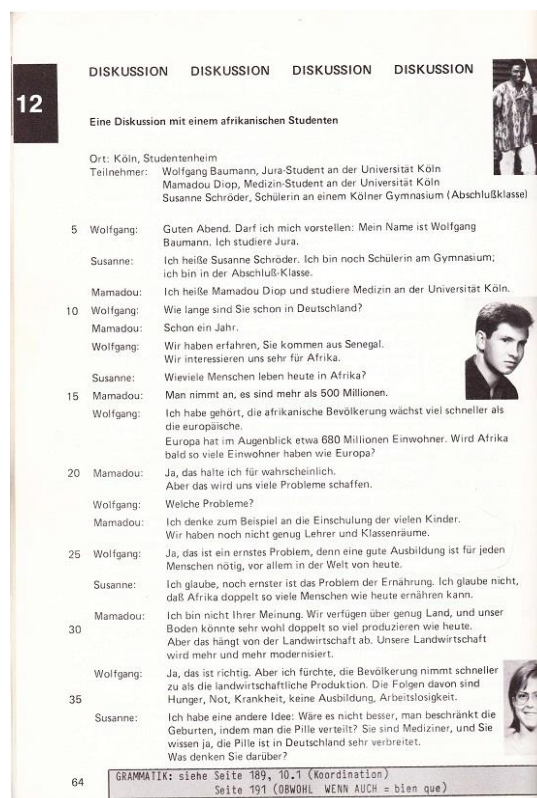 DISKUSSION DISKUSSION DISKUSSION DISKUSSION
12
Eine Diskussion mit einem afrikanischen Studenten
Ort: Köln, Studentenheim
Teilnehmer: Wolfgang Baumann, Jura-Student an der Universität Köln
Mamadou Diop, Medizin-Student an der Universität Köln
Susanne Schröder, Schülerin an einem Kölner Gymnasium (Abschlußklasse)
5 Wolfgang: Guten Abend. Darf ich mich vorstellen: Mein Name ist Wolfgang
Baumann. Ich studiere Jura.
Susanne: Ich heiße Susanne Schröder. Ich bin noch Schülerin am Gymnasium;
ich bin in der Abschluß-Klasse.
Mamadou: Ich heiße Mamadou Diop und studiere Medizin an der Universität Köln.
10 Wolfgang: Wie lange sind Sie schon in Deutschland?
Mamadou: Schon ein Jahr.
Wolfgang: Wir haben erfahren, Sie kommen aus Senegal.
Wir interessieren uns sehr für Afrika.
Susanne: Wieviele Menschen leben heute in Afrika?
15 Mamadou: Man nimmt an, es sind mehr als 500 Millionen.
Wolfgang: Ich habe gehört, die afrikanische Bevölkerung wächst viel schneller als
die europäische.
Europa hat im Augenblick etwa 680 Millionen Einwohner. Wird Afrika
bald so viele Einwohner haben wie Europa?
20 Mamadou: Ja, das halte ich für wahrscheinlich.
Aber das wird uns viele Probleme schaffen.
Wolfgang: Welche Probleme?
Mamadou: Ich denke zum Beispiel an die Einschulung der vielen Kinder.
Wir haben noch nicht genug Lehrer und Klassenräume.
25 Wolfgang: Ja, das ist ein ernstes Problem, denn eine gute Ausbildung ist für jeden
Menschen nötig, vor allem in der Welt von heute.
Susanne: Ich glaube, noch ernster ist das Problem der Ernährung. Ich glaube nicht,
daß Afrika doppelt so viele Menschen wie heute ernähren kann.
Mamadou: Ich bin nicht Ihrer Meinung. Wir verfügen über genug Land, und unser
30 Boden könnte sehr wohl doppelt so viel produzieren wie heute.
Aber das hängt von der Landwirtschaft ab. Unsere Landwirtschaft
wird mehr und mehr modernisiert.
Wolfgang: Ja, das ist richtig. Aber ich fürchte, die Bevölkerung nimmt schneller
zu als die landwirtschaftliche Produktion. Die Folgen davon sind
35 Hunger, Not, Krankheit, keine Ausbildung, Arbeitslosigkeit.
Susanne: Ich habe eine andere Idee: Wäre es nicht besser, man beschränkt die
Geburten, indem man die Pille verteilt? Sie sind Mediziner, und Sie
wissen ja, die Pille ist in Deutschland sehr verbreitet.
Was denken Sie darüber?
64 GRAMMATIK: siehe Seite 189, 10.1 (Koordination)
Seite 191 (OBWOHL WENN AUCH = bien que)